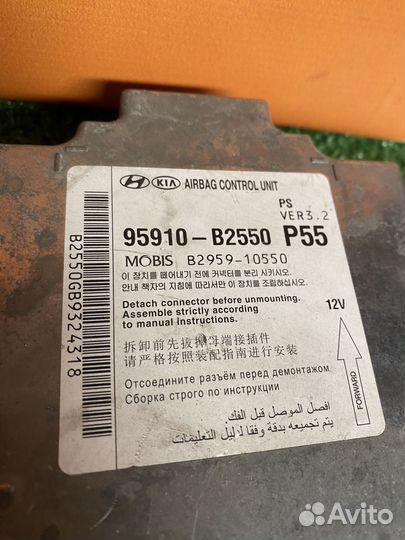 HYUNDAI KIA AIRBAG CONTROL UNIT
PS
VER3.2
95910-B2550 P55
MOBIS B2959-10550
이 장치를 떼어내기 전에 커넥터를 분리 시키시오.
안내 책자의 지침에 따라서만 이 장치를 조립하십시오.
Detach connector before unmounting.
Assemble strictly according
to manual instructions.
12V
拆卸前先拔掉母端接插件
请严格按照装配指南进行安装
Отсоедините разъём перед демонтажом
Сборка строго по инструкции
افصل الموصل قبل الفك
يتم تجميعه بدقة وفقا لدليل التعليمات
FORWARD
B2550GB9324318
Avito